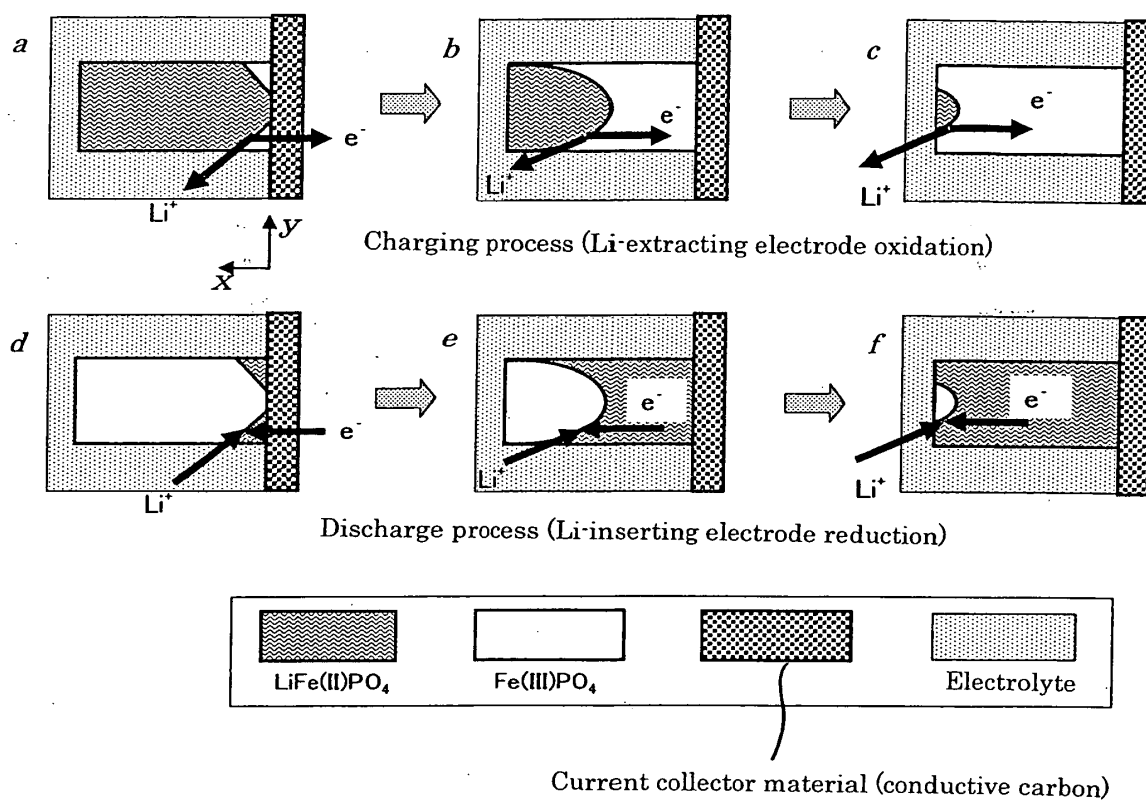 a
b
c
e⁻
e⁻
e⁻
Li⁺
Li⁺
Li⁺
y
x
Charging process (Li-extracting electrode oxidation)
d
e
f
e⁻
e⁻
e⁻
Li⁺
Li⁺
Li⁺
Discharge process (Li-inserting electrode reduction)
LiFe(II)PO₄
Fe(III)PO₄
Electrolyte
Current collector material (conductive carbon)